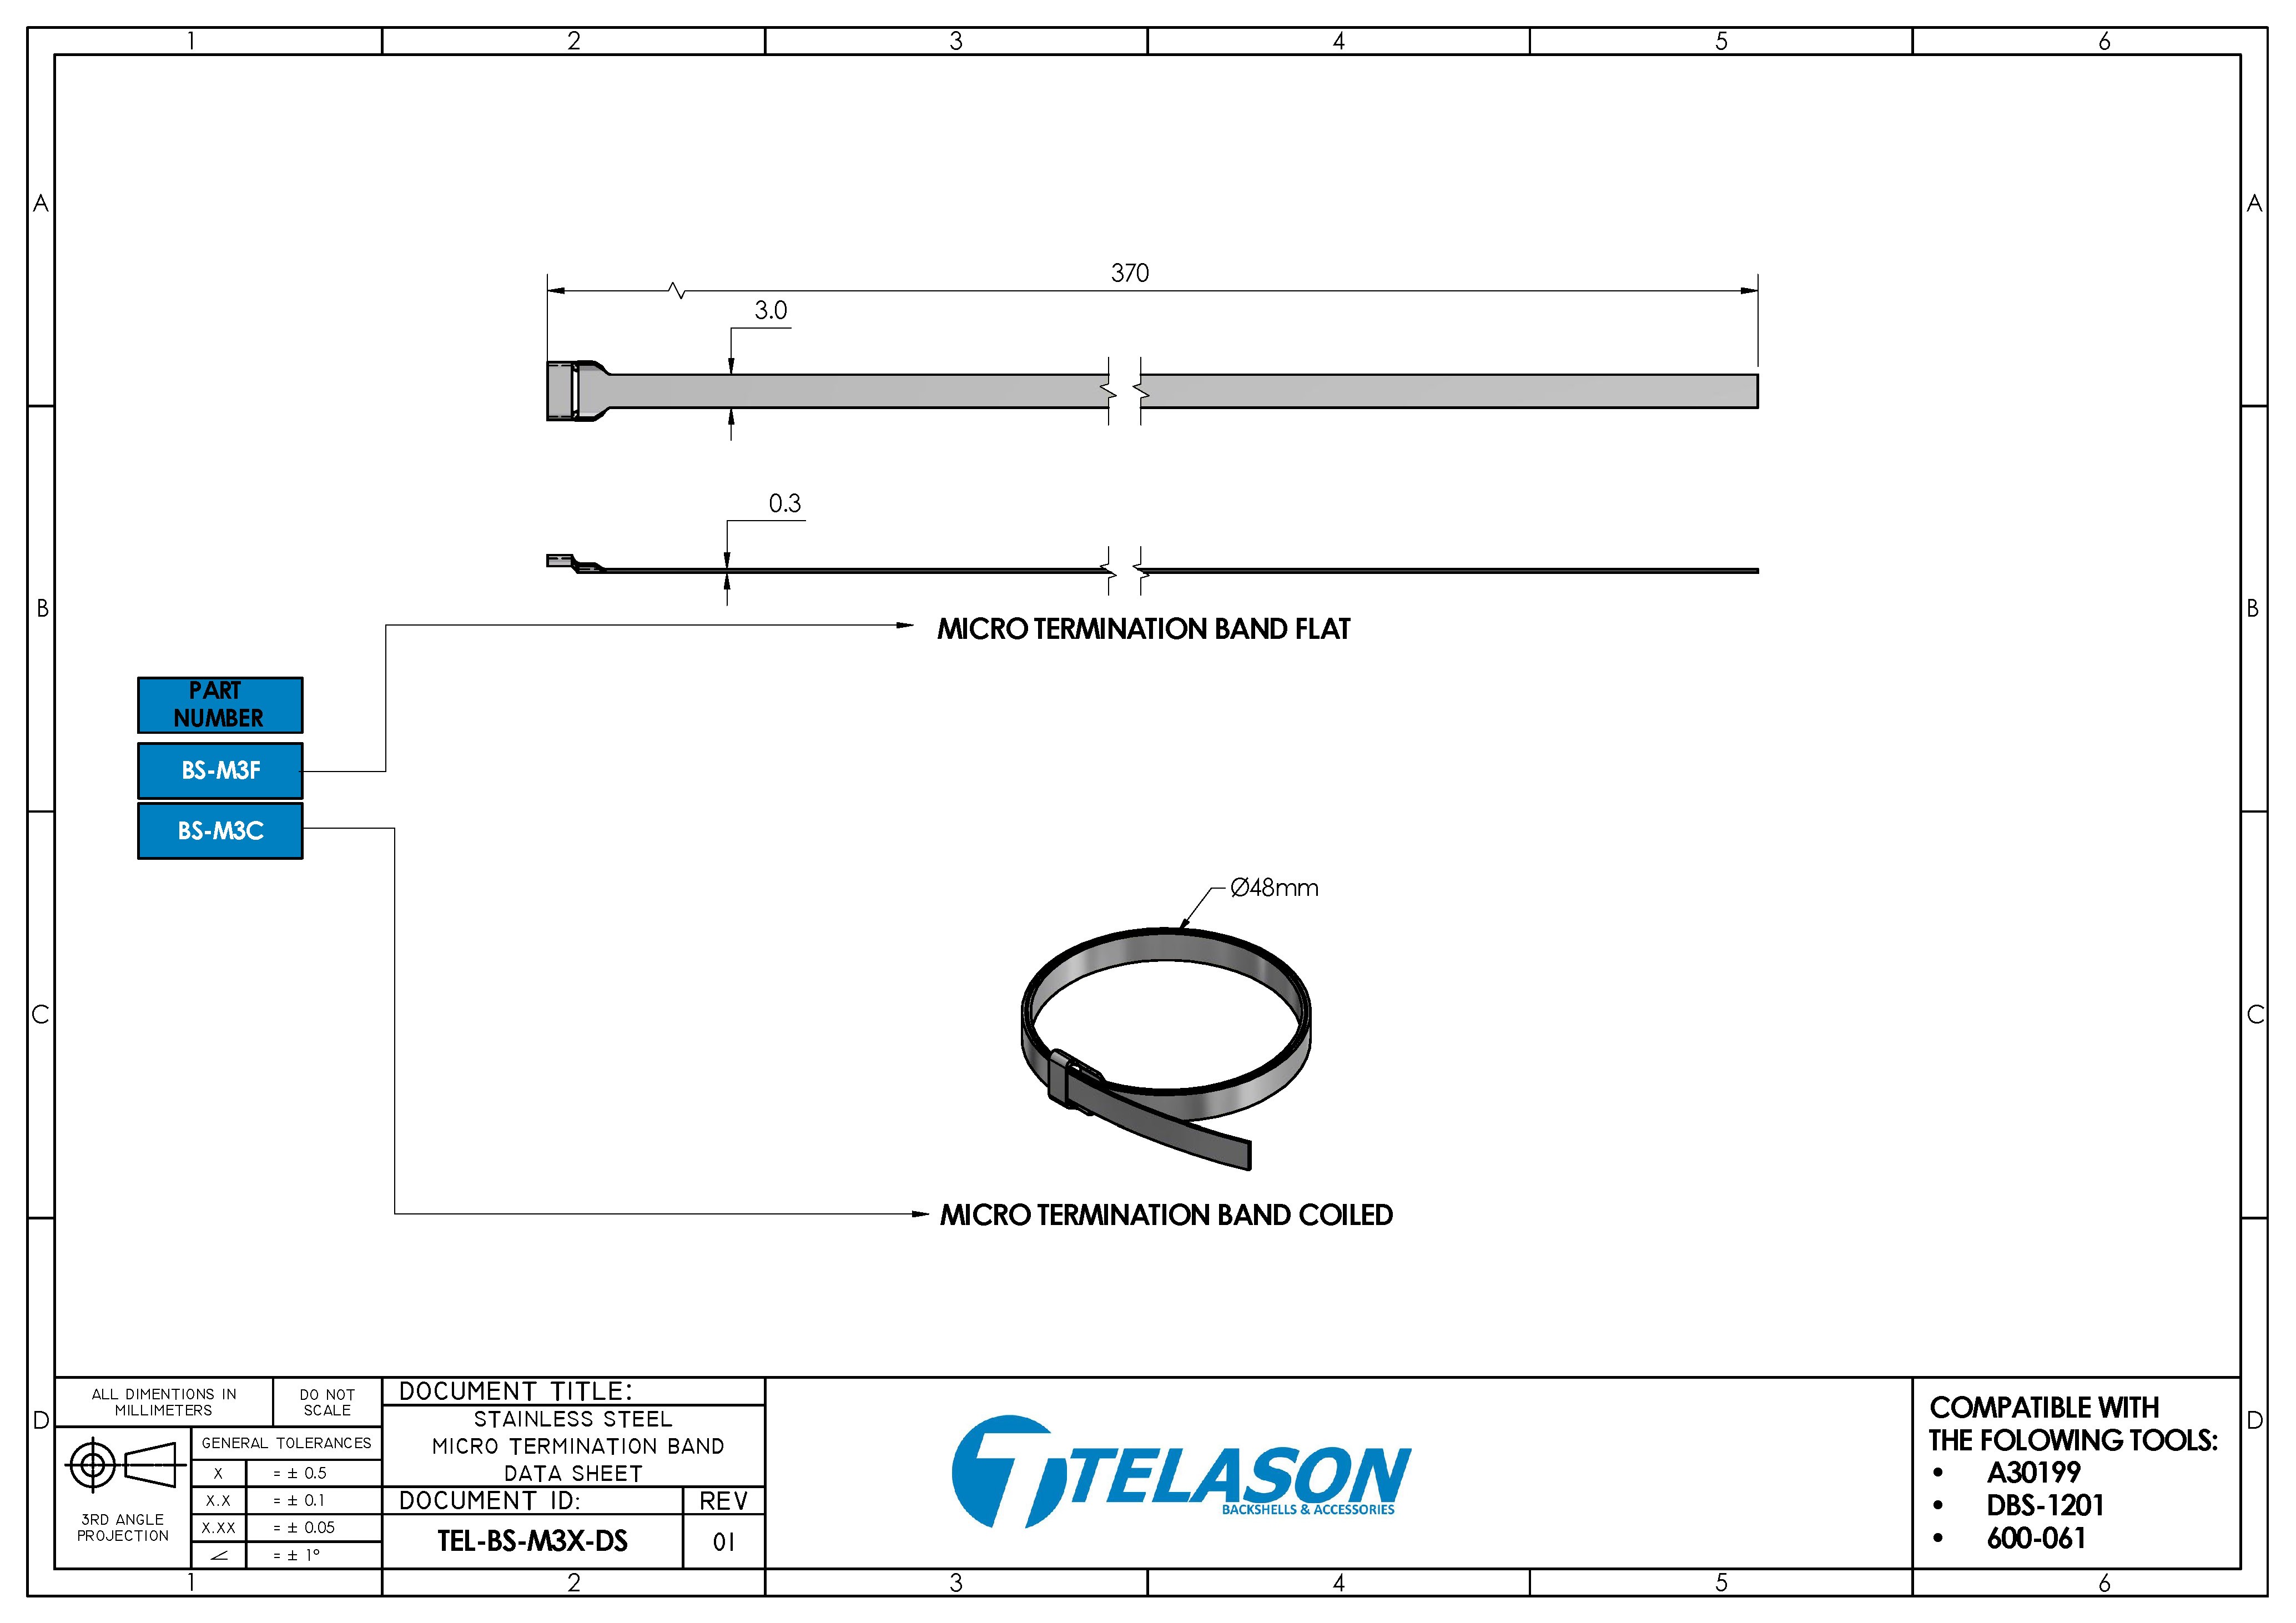 1 2 3 4 5 6
A A
370
3.0
0.3
B B
MICRO TERMINATION BAND FLAT
PART
NUMBER
BS-M3F
BS-M3C
Ø48mm
C C
MICRO TERMINATION BAND COILED
ALL DIMENTIONS IN
MILLIMETERS
DO NOT
SCALE
D D
3RD ANGLE
PROJECTION
GENERAL TOLERANCES
X = ± 0.5
X.X = ± 0.1
X.XX = ± 0.05
∠ = ± 1°
DOCUMENT TITLE:
STAINLESS STEEL
MICRO TERMINATION BAND
DATA SHEET
DOCUMENT ID: REV
TEL-BS-M3X-DS 01
TELASON
BACKSHELLS & ACCESSORIES
COMPATIBLE WITH
THE FOLOWING TOOLS:
• A30199
• DBS-1201
• 600-061
1 2 3 4 5 6